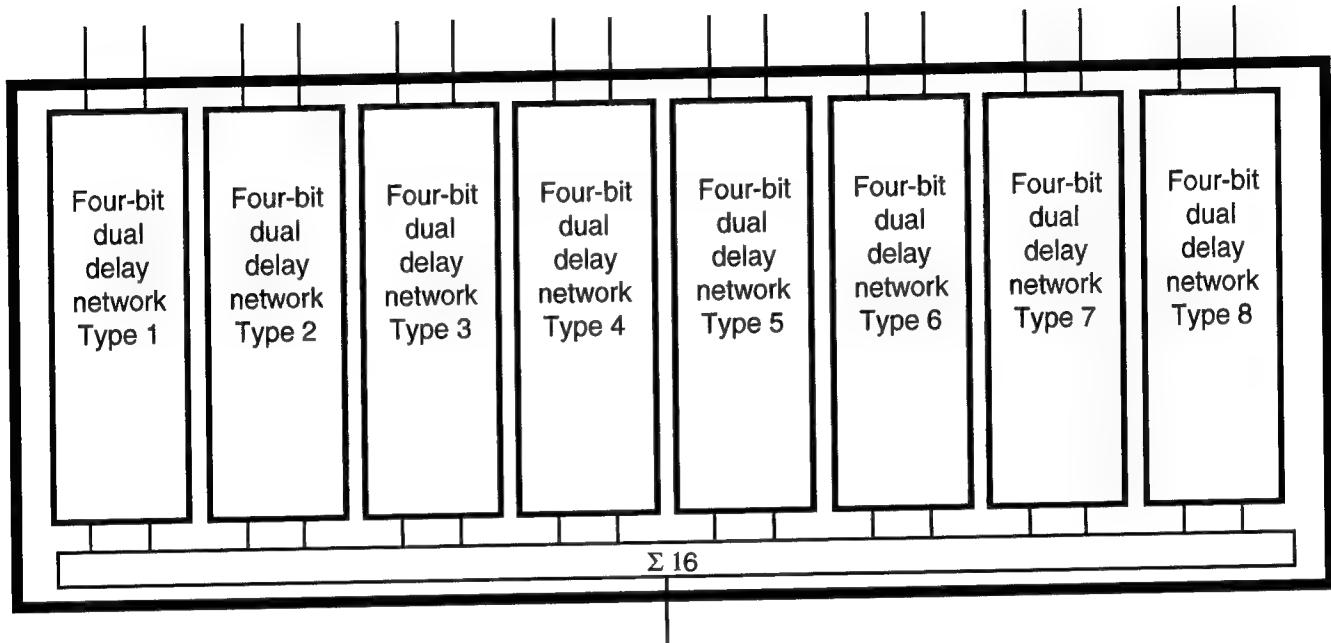 Four-bit
dual
delay
network
Type 1
Four-bit
dual
delay
network
Type 2
Four-bit
dual
delay
network
Type 3
Four-bit
dual
delay
network
Type 4
Four-bit
dual
delay
network
Type 5
Four-bit
dual
delay
network
Type 6
Four-bit
dual
delay
network
Type 7
Four-bit
dual
delay
network
Type 8
Σ 16